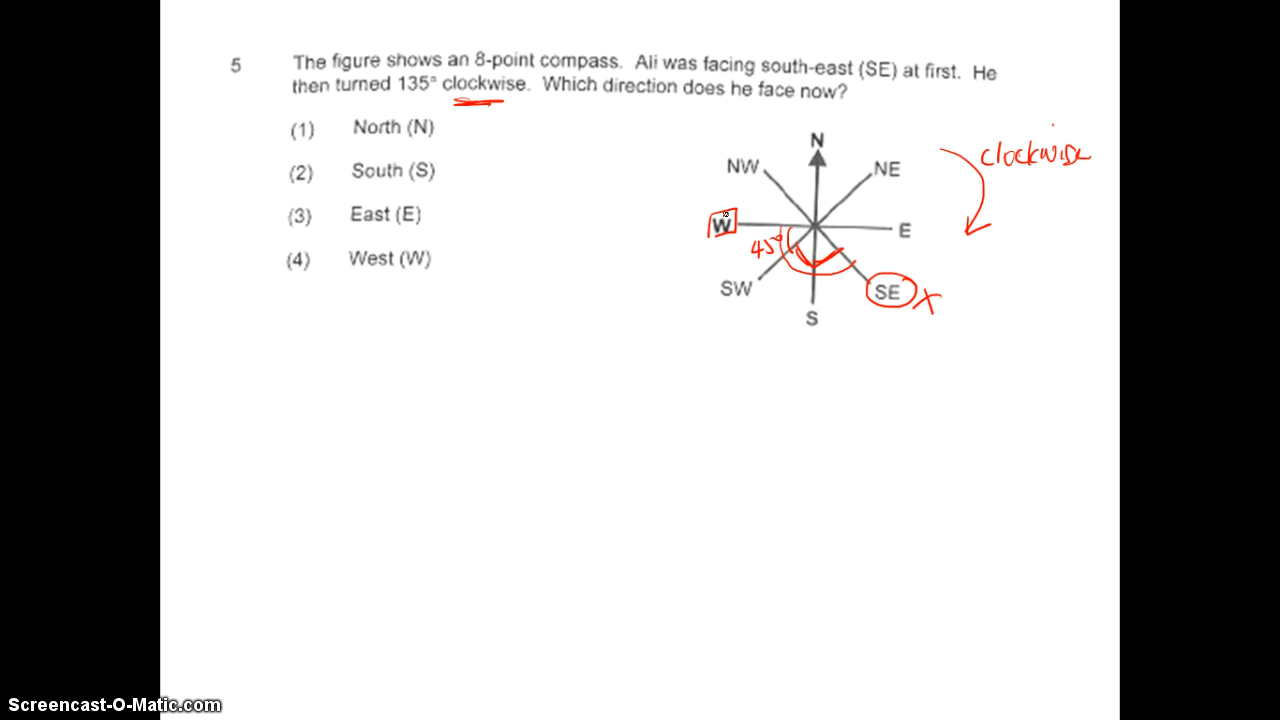 5 The figure shows an 8-point compass. Ali was facing south-east (SE) at first. He
then turned 135° clockwise. Which direction does he face now?
(1) North (N)
(2) South (S)
(3) East (E)
(4) West (W)
N
clockwise
NW
NE
W
E
45°
SW
SE X
S
Screencast-O-Matic.com